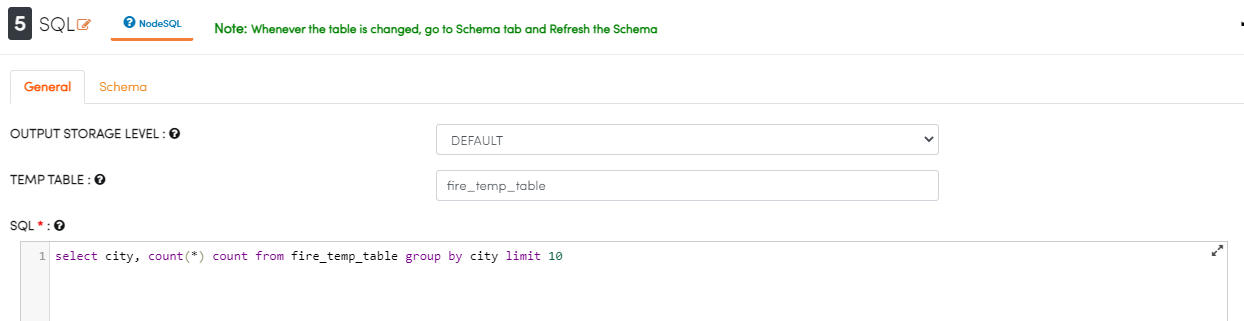 5 SQL NodeSQL Note: Whenever the table is changed, go to Schema tab and Refresh the Schema
General Schema
OUTPUT STORAGE LEVEL : DEFAULT
TEMP TABLE : fire_temp_table
SQL * :
1 select city, count(*) count from fire_temp_table group by city limit 10